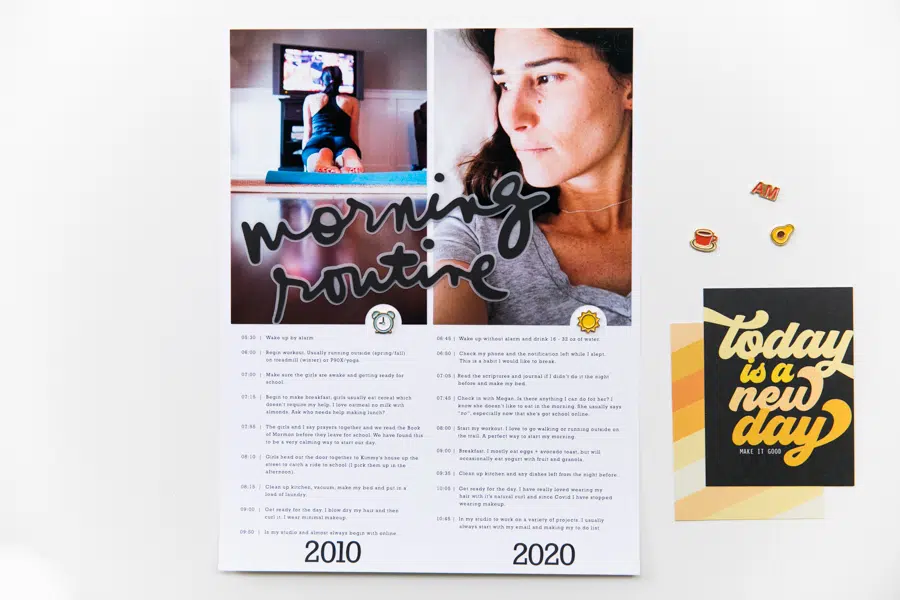 morning
routine
05:30 | Wake up by alarm
06:00 | Begin workout. Usually running outside (spring/fall)
on treadmill (winter) or P90X/yoga.
07:00 | Make sure the girls are awake and getting ready for
school.
07:15 | Begin to make breakfast, girls usually eat cereal which
doesn't require my help. I love oatmeal no milk with
almonds. Ask who needs help making lunch?
The girls and I say prayers together and we read the Book
of Mormon before they leave for school. We have found this
to be a very calming way to start our day.
08:10 | Girls head out the door together to Kimmy's house up the
street to catch a ride to school (I pick them up in the
afternoon).
08:15 | Clean up kitchen, vacuum, make my bed and put in a
load of laundry.
09:00 | Get ready for the day. I blow dry my hair and then
curl it. I wear minimal makeup.
09:30 | In my studio and almost always begin with online.
2010
06:45 | Wake up without alarm and drink 16 - 32 oz of water.
06:50 | Check my phone and the notification left while I slept.
This is a habit I would like to break.
07:05 | Read the scriptures and journal if I didn't do it the night
before and make my bed.
07:45 | Check in with Megan. Is there anything I can do for her? I
know she doesn't like to eat in the morning. She usually says
"no", especially now that she's got school online.
08:00 | Start my workout. I love to go walking or running outside on
the trail. A perfect way to start my morning.
09:00 | Breakfast. I mostly eat eggs + avocado toast, but will
occasionally eat yogurt with fruit and granola.
09:35 | Clean up kitchen and any dishes left from the night before.
10:00 | Get ready for the day. I have really loved wearing my
hair with it's natural curl and since Covid I have stopped
wearing makeup.
10:45 | In my studio to work on a variety of projects. I usually
always start with my email and making my to do list.
2020
AM
today
is a
new
day
MAKE IT GOOD